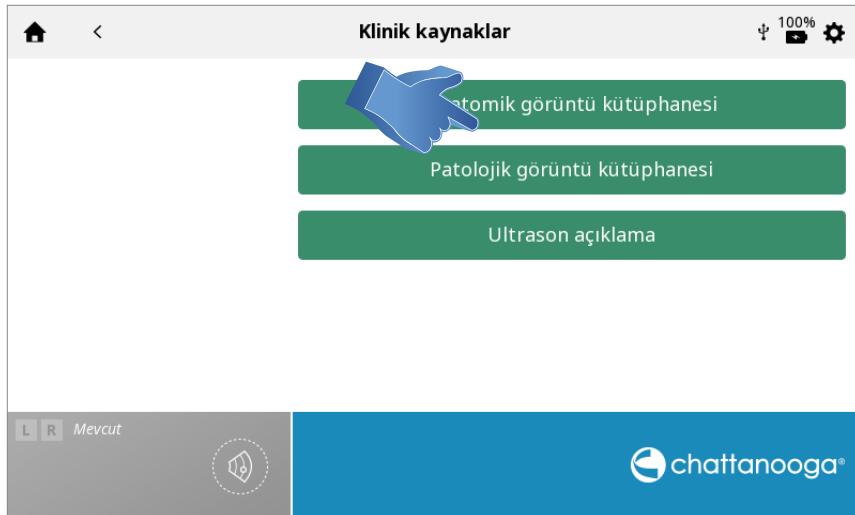 Klinik kaynaklar
100%
atomik görüntü kütüphanesi
Patolojik görüntü kütüphanesi
Ultrason açıklama
L R Mevcut
chattanooga®